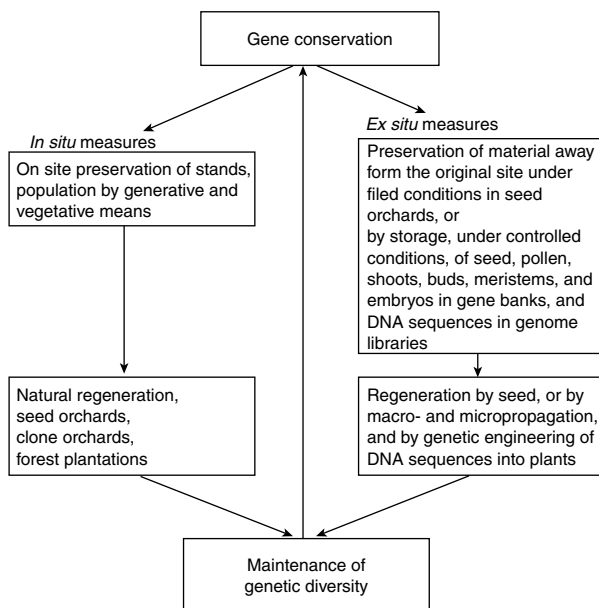 Gene conservation
In situ measures
On site preservation of stands,
population by generative and
vegetative means
Ex situ measures
Preservation of material away
form the original site under
filed conditions in seed
orchards, or
by storage, under controlled
conditions, of seed, pollen,
shoots, buds, meristems, and
embryos in gene banks, and
DNA sequences in genome
libraries
Natural regeneration,
seed orchards,
clone orchards,
forest plantations
Regeneration by seed, or by
macro- and micropropagation,
and by genetic engineering of
DNA sequences into plants
Maintenance of
genetic diversity